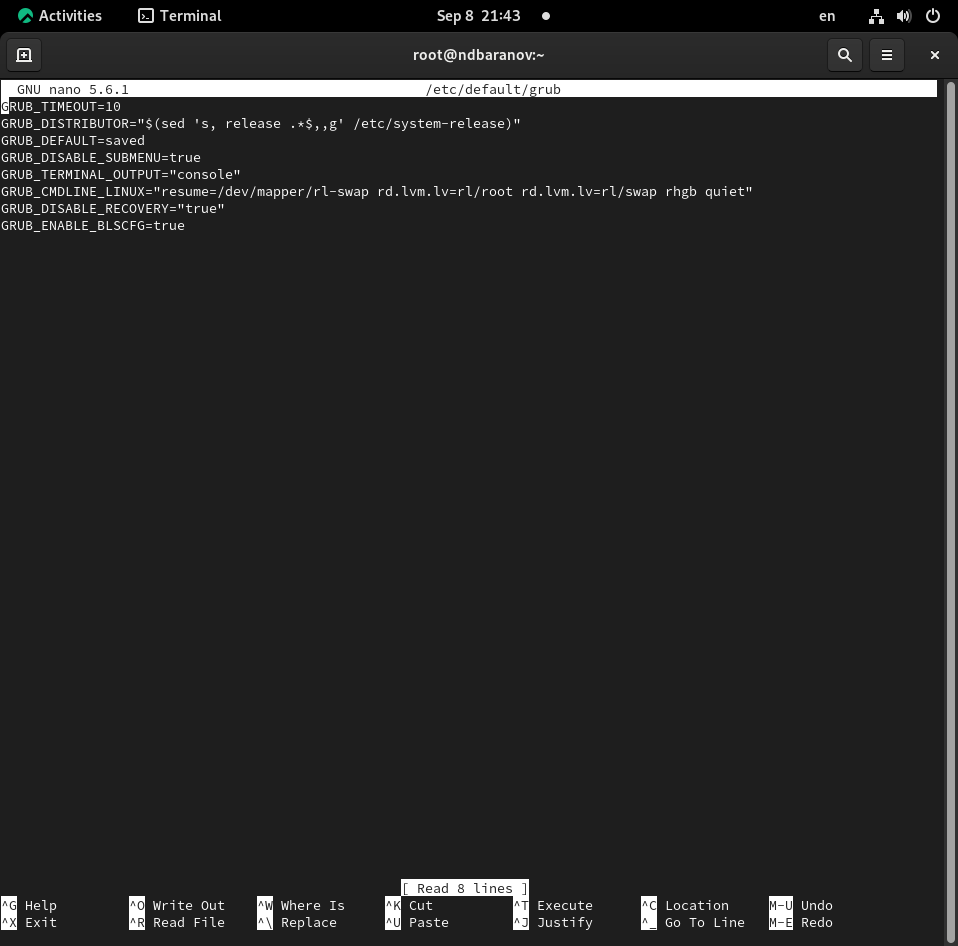 Activities Terminal Sep 8 21:43 en
root@ndbaranov:~
GNU nano 5.6.1 /etc/default/grub
GRUB_TIMEOUT=10
GRUB_DISTRIBUTOR="$(sed 's, release .*$,,g' /etc/system-release)"
GRUB_DEFAULT=saved
GRUB_DISABLE_SUBMENU=true
GRUB_TERMINAL_OUTPUT="console"
GRUB_CMDLINE_LINUX="resume=/dev/mapper/rl-swap rd.lvm.lv=rl/root rd.lvm.lv=rl/swap rhgb quiet"
GRUB_DISABLE_RECOVERY="true"
GRUB_ENABLE_BLSCFG=true
[ Read 8 lines ]
^G Help ^O Write Out ^W Where Is ^K Cut ^T Execute ^C Location M-U Undo
^X Exit ^R Read File ^\ Replace ^U Paste ^J Justify ^_ Go To Line M-E Redo